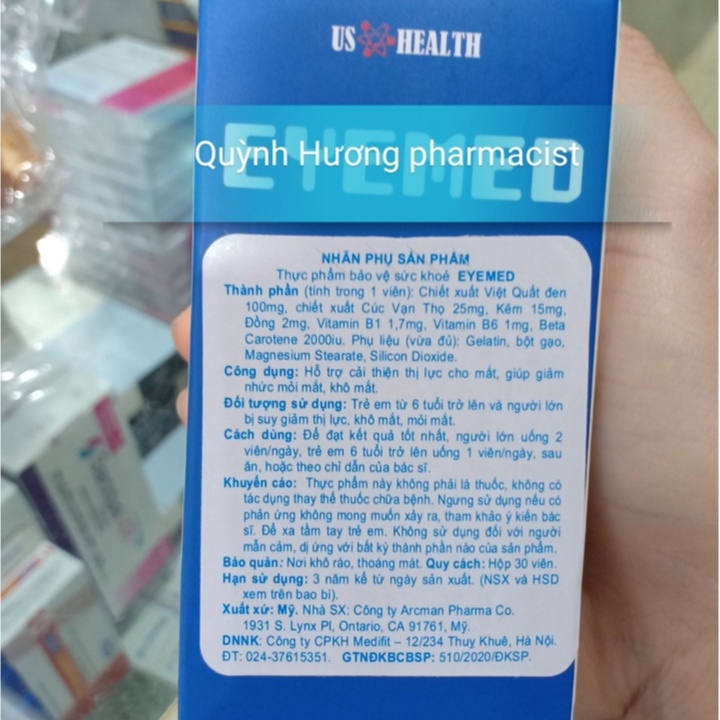 US HEALTH
EYEMED
Quỳnh Hương pharmacist
NHÃN PHỤ SẢN PHẨM
Thực phẩm bảo vệ sức khoẻ EYEMED
Thành phần (tính trong 1 viên): Chiết xuất Việt Quất đen
100mg, chiết xuất Cúc Vạn Thọ 25mg, Kẽm 15mg,
Đồng 2mg, Vitamin B1 1,7mg, Vitamin B6 1mg, Beta
Carotene 2000iu. Phụ liệu (vừa đủ): Gelatin, bột gạo,
Magnesium Stearate, Silicon Dioxide.
Công dụng: Hỗ trợ cải thiện thị lực cho mắt, giúp giảm
nhức mỏi mắt, khô mắt.
Đối tượng sử dụng: Trẻ em từ 6 tuổi trở lên và người lớn
bị suy giảm thị lực, khô mắt, mỏi mắt.
Cách dùng: Để đạt kết quả tốt nhất, người lớn uống 2
viên/ngày, trẻ em 6 tuổi trở lên uống 1 viên/ngày, sau
ăn, hoặc theo chỉ dẫn của bác sĩ.
Khuyến cáo: Thực phẩm này không phải là thuốc, không có
tác dụng thay thế thuốc chữa bệnh. Ngưng sử dụng nếu có
phản ứng không mong muốn xảy ra, tham khảo ý kiến bác
sĩ. Để xa tầm tay trẻ em. Không sử dụng đối với người
mẫn cảm, dị ứng với bất kỳ thành phần nào của sản phẩm.
Bảo quản: Nơi khô ráo, thoáng mát. Quy cách: Hộp 30 viên.
Hạn sử dụng: 3 năm kể từ ngày sản xuất. (NSX và HSD
xem trên bao bì).
Xuất xứ: Mỹ. Nhà SX: Công ty Arcman Pharma Co.
1931 S. Lynx Pl, Ontario, CA 91761, Mỹ.
DNNK: Công ty CPKH Medifit – 12/234 Thuỵ Khuê, Hà Nội.
ĐT: 024-37615351. GTNĐKBCBSP: 510/2020/ĐKSP.